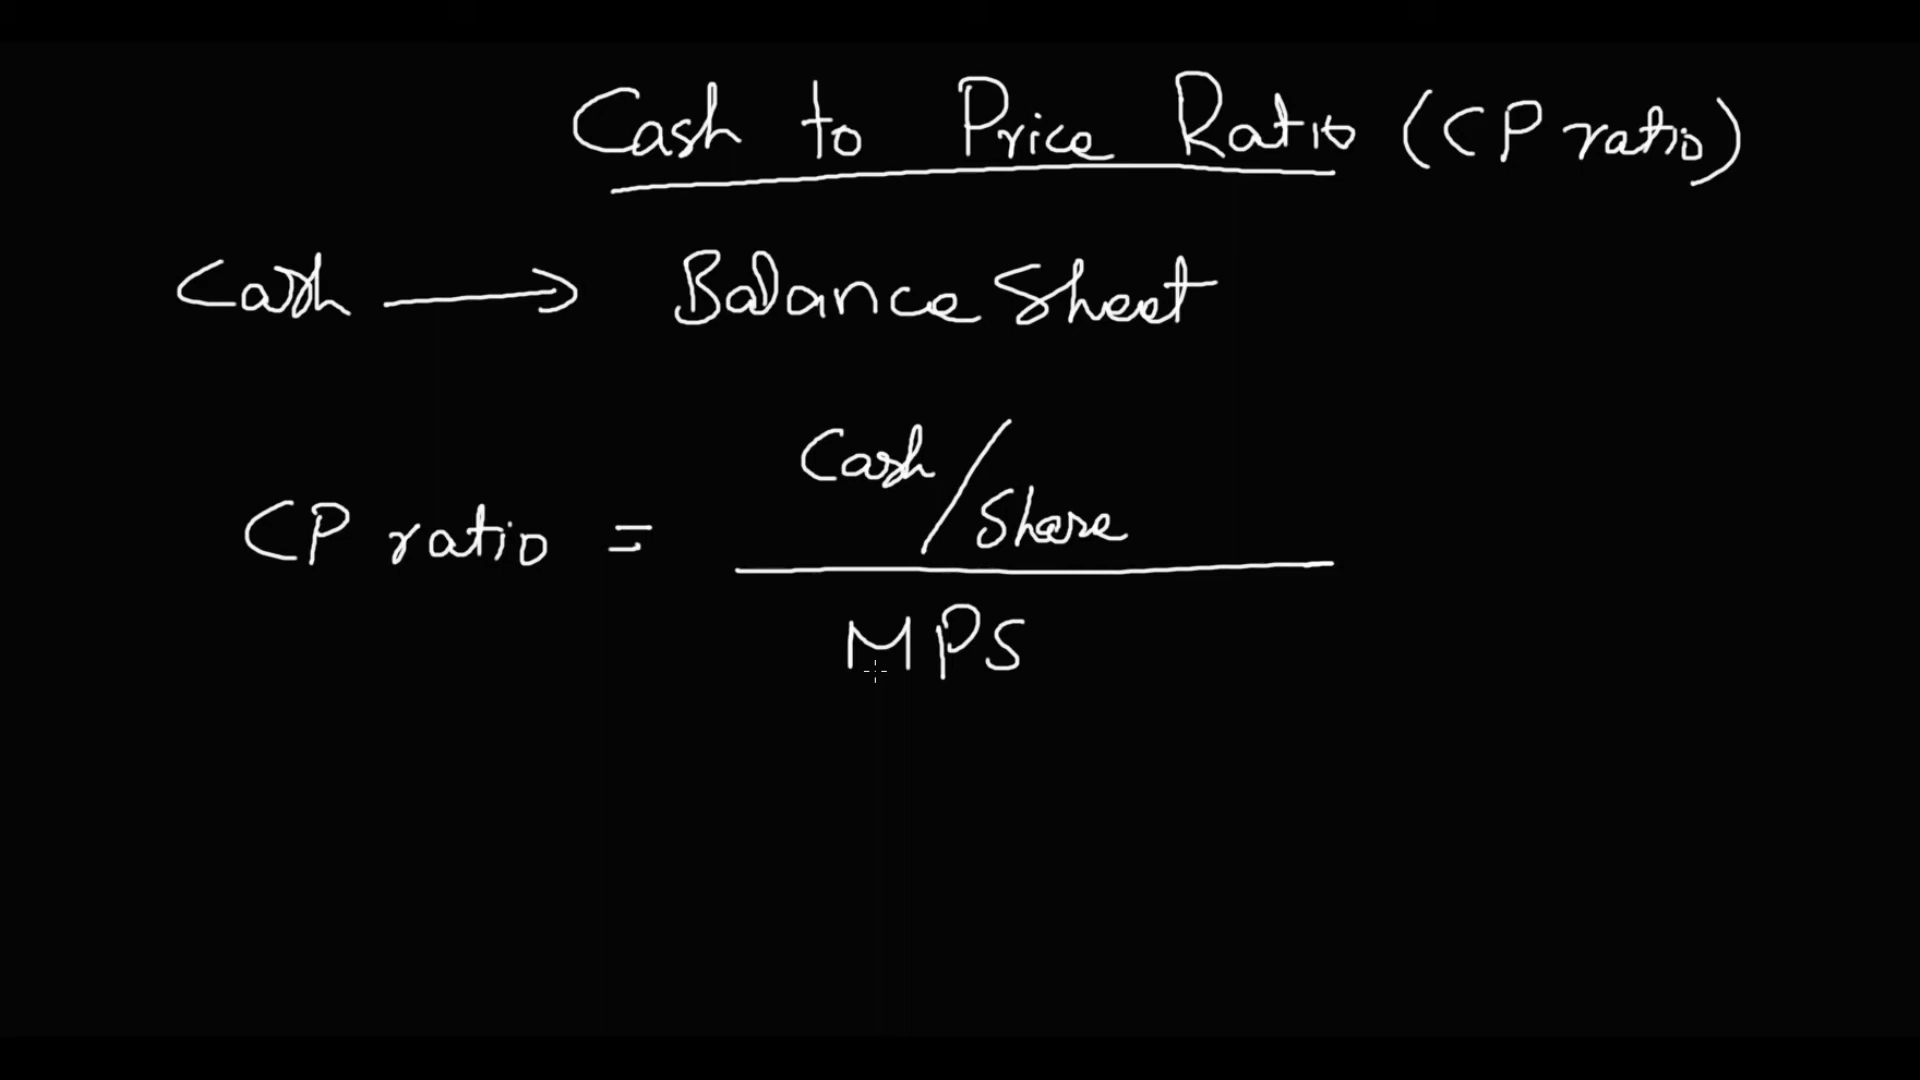 Cash to Price Ratio (CP ratio)
Cash → Balance Sheet
CP ratio = Cash/Share
MPS